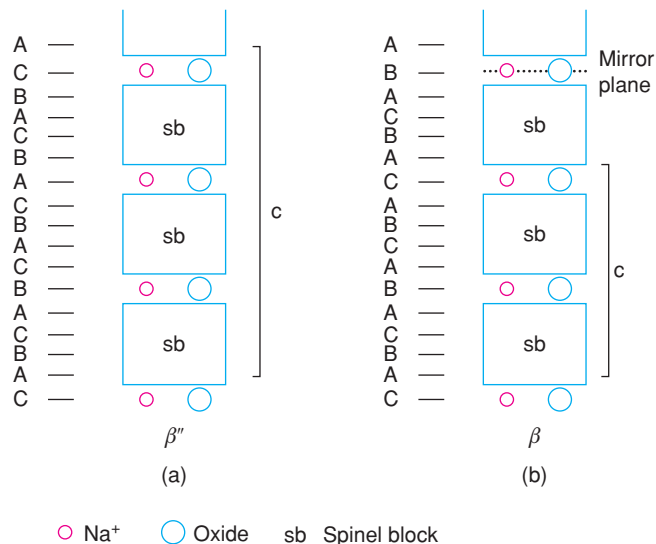 A A
C B Mirror
plane
B A
A C
sb sb
C B
B A
A C
C A
c
B B
sb sb
A C
C A c
B B
A A
C C
sb sb
B B
A A
C C
β″ β
(a) (b)
Na⁺ Oxide sb Spinel block